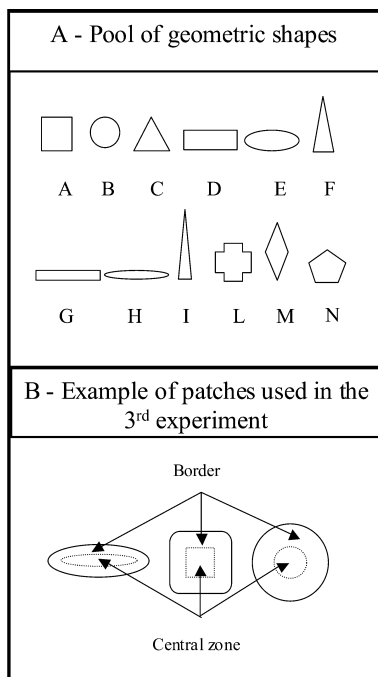 A - Pool of geometric shapes
A B C D E F
G H I L M N
B - Example of patches used in the
3rd experiment
Border
Central zone